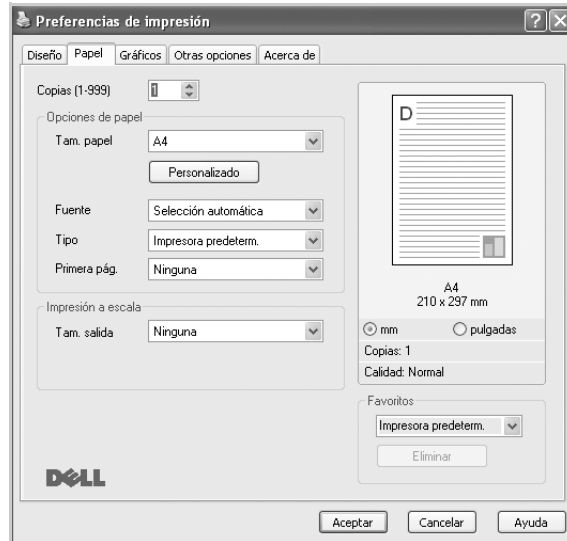 Preferencias de impresión
Diseño Papel Gráficos Otras opciones Acerca de
Copias (1-999) 1
Opciones de papel
Tam. papel A4
Personalizado
Fuente Selección automática
Tipo Impresora predeterm.
Primera pág. Ninguna
Impresión a escala
Tam. salida Ninguna
D
A4
210 x 297 mm
mm pulgadas
Copias: 1
Calidad: Normal
Favoritos
Impresora predeterm.
Eliminar
DELL
Aceptar Cancelar Ayuda